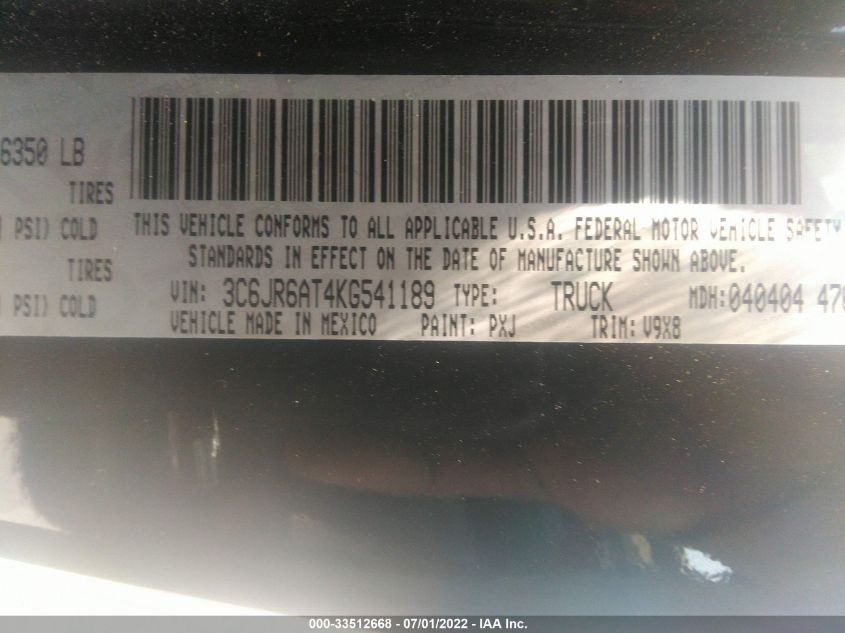 6350 LB
TIRES
PSI) COLD
TIRES
PSI) COLD
THIS VEHICLE CONFORMS TO ALL APPLICABLE U.S.A. FEDERAL MOTOR VEHICLE SAFETY
STANDARDS IN EFFECT ON THE DATE OF MANUFACTURE SHOWN ABOVE.
VIN: 3C6JR6AT4KG541189 TYPE: TRUCK MDH: 040404 47
VEHICLE MADE IN MEXICO PAINT: PXJ TRIM: V9X8
000-33512668 - 07/01/2022 - IAA Inc.